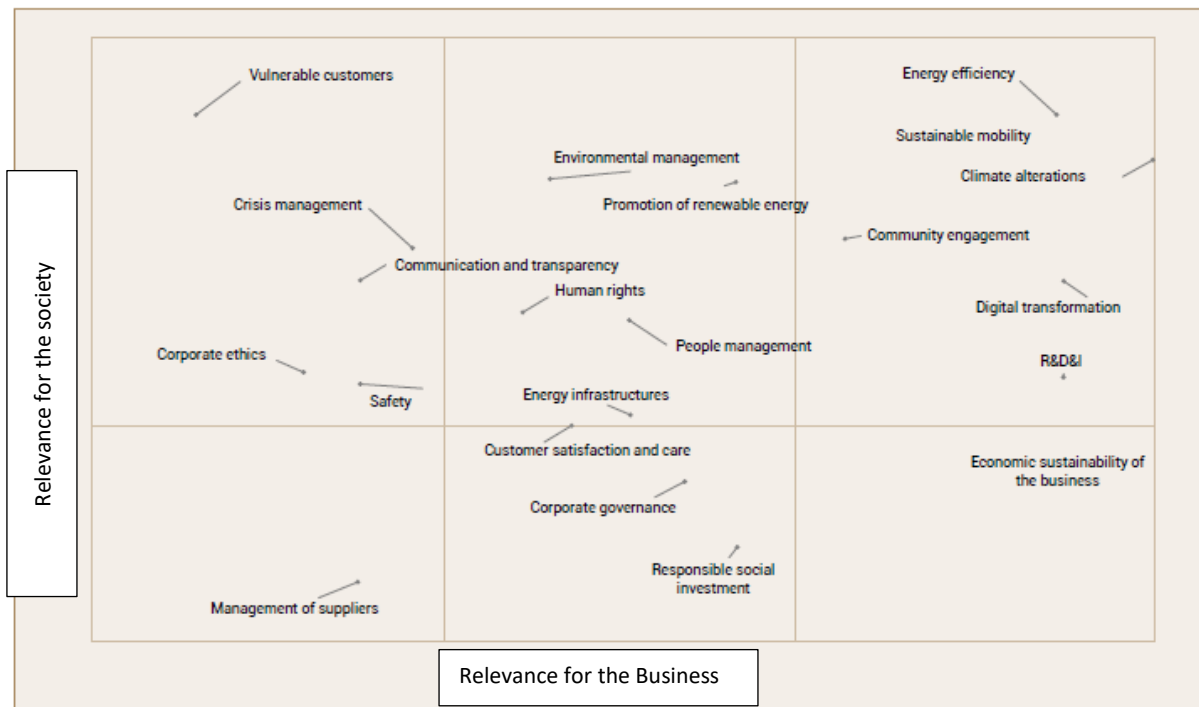 Vulnerable customers
Energy efficiency
Sustainable mobility
Environmental management
Climate alterations
Promotion of renewable energy
Crisis management
Community engagement
Communication and transparency
Human rights
Digital transformation
People management
Corporate ethics
R&D&I
Safety
Energy infrastructures
Customer satisfaction and care
Economic sustainability of
the business
Corporate governance
Responsible social
investment
Management of suppliers
Relevance for the society
Relevance for the Business